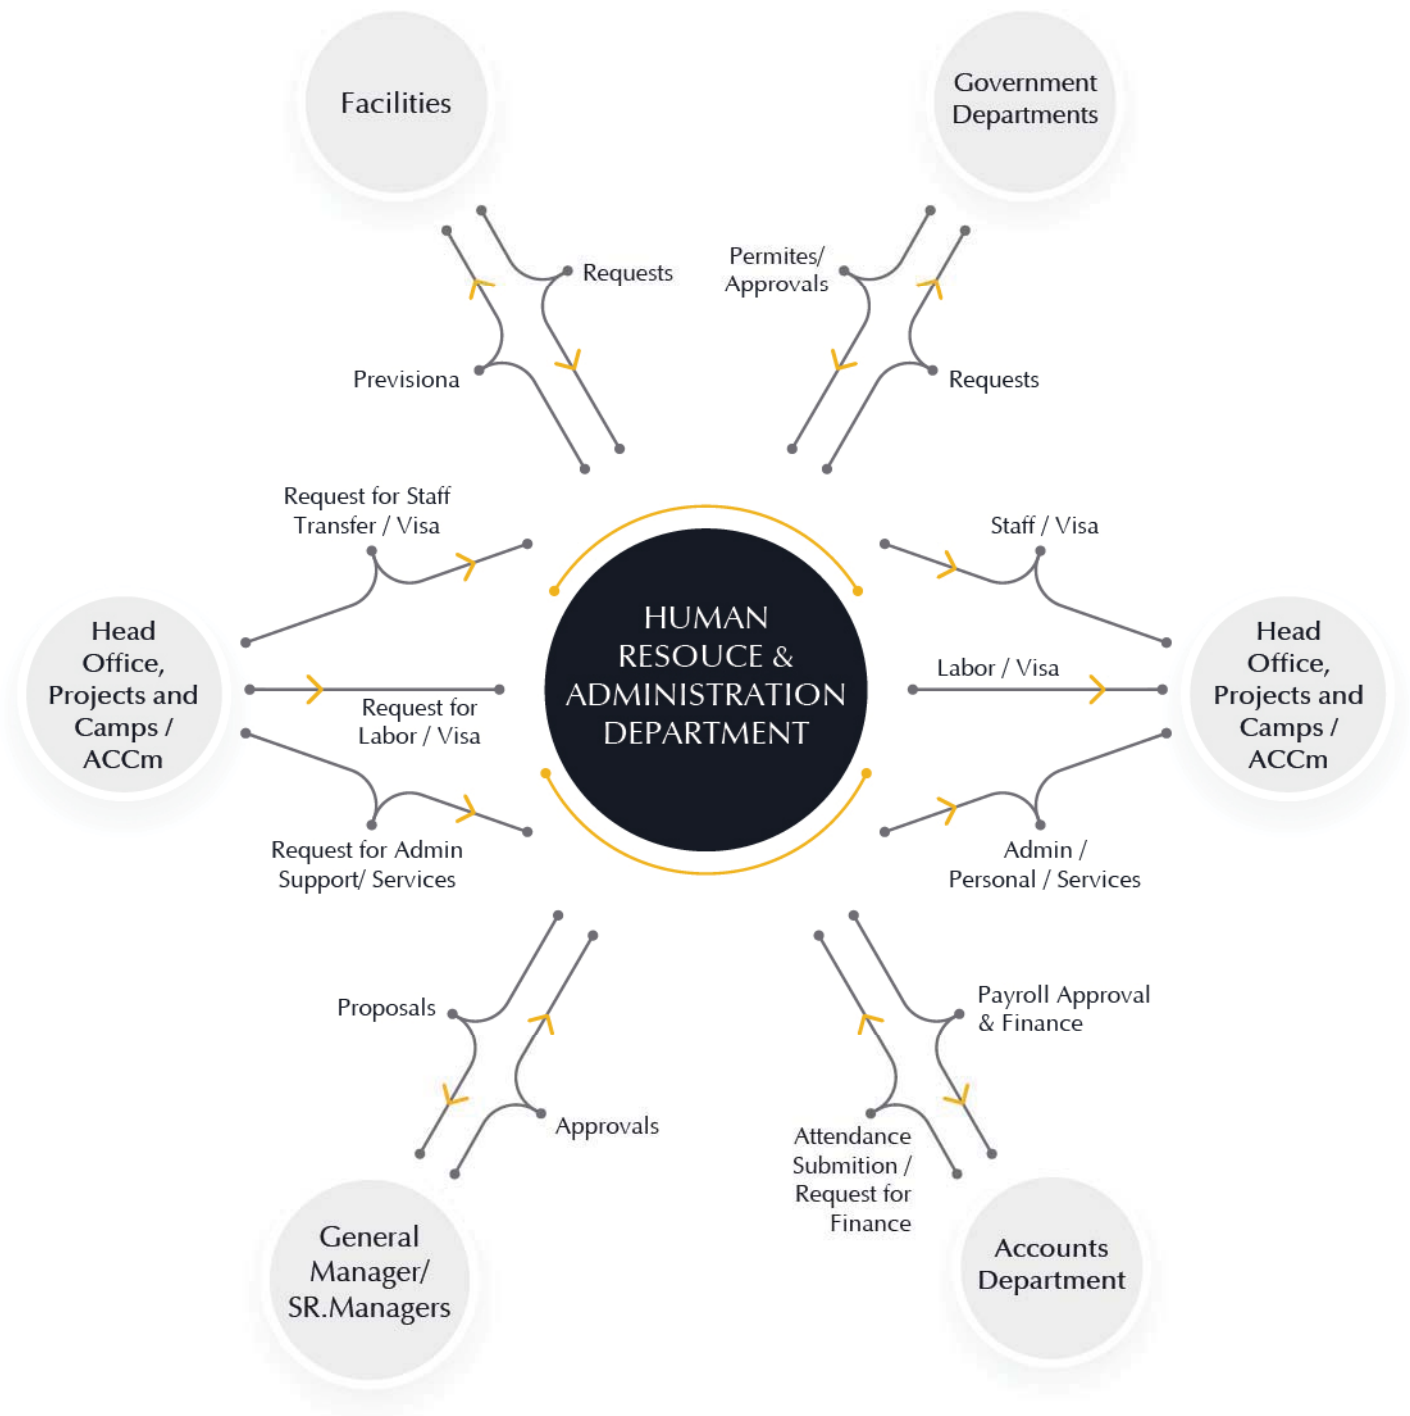 Facilities
Government
Departments
Requests
Permites/
Approvals
Previsiona
Requests
Request for Staff
Transfer / Visa
Staff / Visa
Head
Office,
Projects and
Camps /
ACCm
Request for
Labor / Visa
HUMAN
RESOUCE &
ADMINISTRATION
DEPARTMENT
Labor / Visa
Head
Office,
Projects and
Camps /
ACCm
Request for Admin
Support/ Services
Admin /
Personal / Services
Proposals
Approvals
Payroll Approval
& Finance
Attendance
Submition /
Request for
Finance
General
Manager/
SR.Managers
Accounts
Department